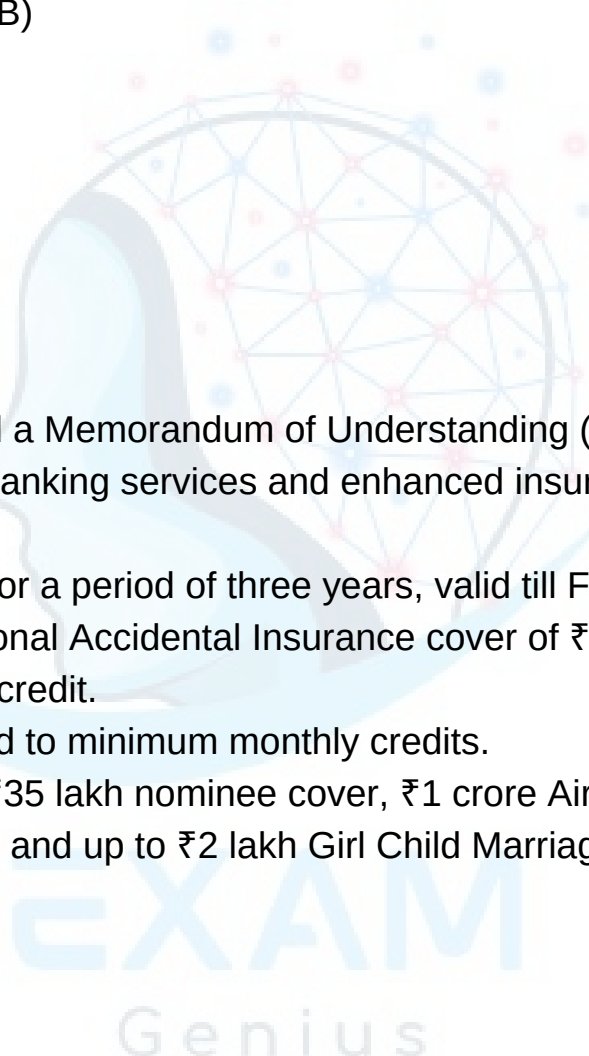 B)
a Memorandum of Understanding (
anking services and enhanced insu
or a period of three years, valid till F
onal Accidental Insurance cover of ₹
credit.
d to minimum monthly credits.
35 lakh nominee cover, ₹1 crore Air
and up to ₹2 lakh Girl Child Marriag
EXAM
Genius